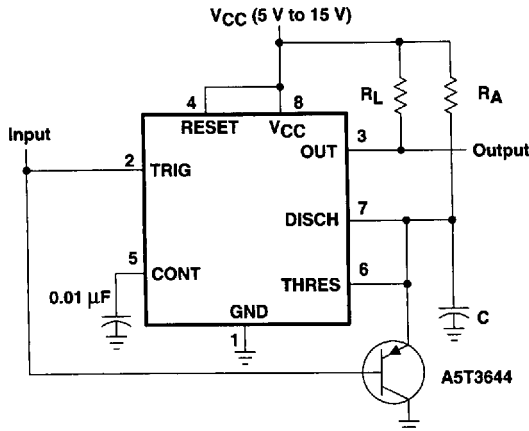 VCC (5 V to 15 V)
4
8
RL
RA
RESET
VCC
Input
3
OUT
Output
2
TRIG
7
DISCH
5
6
CONT
THRES
0.01 µF
GND
C
1
A5T3644